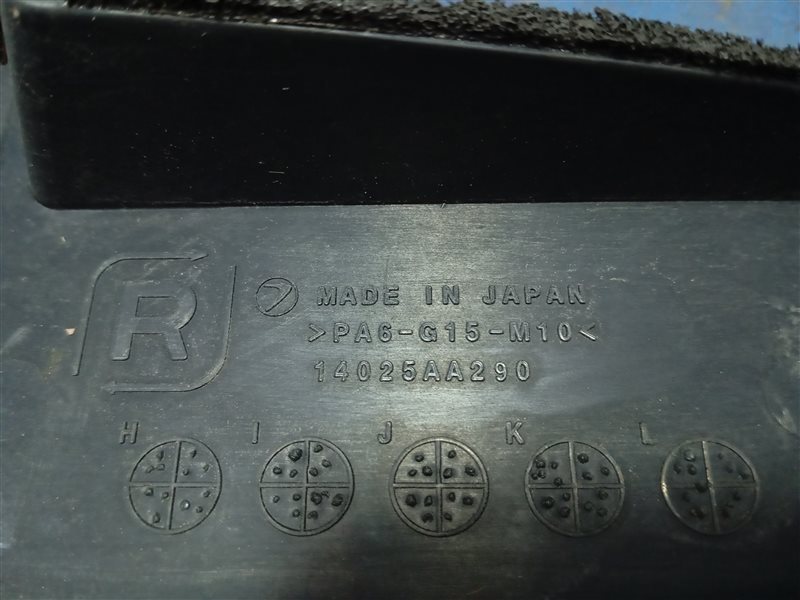 R
MADE IN JAPAN
>PA6-G15-M10<
14025AA290
H I J K L